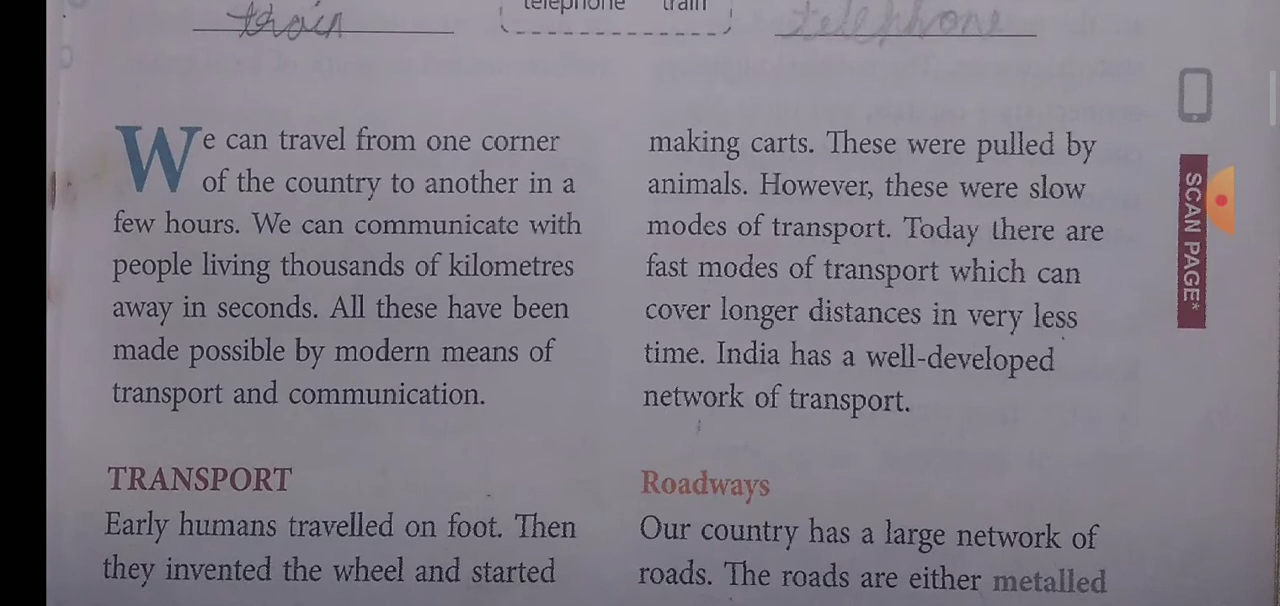 train
telephone train
telephone
We can travel from one corner
of the country to another in a
few hours. We can communicate with
people living thousands of kilometres
away in seconds. All these have been
made possible by modern means of
transport and communication.
TRANSPORT
Early humans travelled on foot. Then
they invented the wheel and started
making carts. These were pulled by
animals. However, these were slow
modes of transport. Today there are
fast modes of transport which can
cover longer distances in very less
time. India has a well-developed
network of transport.
Roadways
Our country has a large network of
roads. The roads are either metalled
SCAN PAGE*